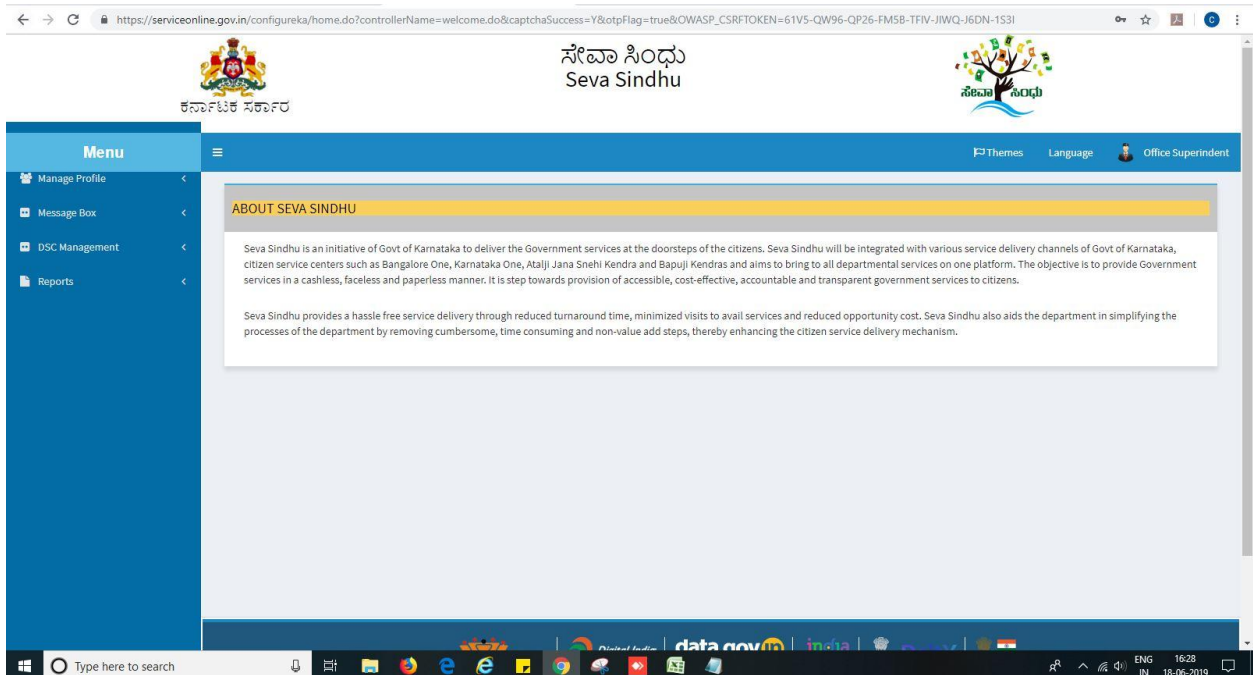 https://serviceonline.gov.in/configureka/home.do?controllerName=welcome.do&captchaSuccess=Y&otpFlag=true&OWASP_CSRFTOKEN=61V5-QW96-QP26-FM5B-TFIV-JIWQ-J6DN-1S3I
ಕರ್ನಾಟಕ ಸರ್ಕಾರ
ಸೇವಾ ಸಿಂಧು
Seva Sindhu
ಸೇವಾ ಸಿಂಧು
Menu
Themes Language Office Superindent
Manage Profile
Message Box
DSC Management
Reports
ABOUT SEVA SINDHU
Seva Sindhu is an initiative of Govt of Karnataka to deliver the Government services at the doorsteps of the citizens. Seva Sindhu will be integrated with various service delivery channels of Govt of Karnataka,
citizen service centers such as Bangalore One, Karnataka One, Atalji Jana Snehi Kendra and Bapuji Kendras and aims to bring to all departmental services on one platform. The objective is to provide Government
services in a cashless, faceless and paperless manner. It is step towards provision of accessible, cost-effective, accountable and transparent government services to citizens.
Seva Sindhu provides a hassle free service delivery through reduced turnaround time, minimized visits to avail services and reduced opportunity cost. Seva Sindhu also aids the department in simplifying the
processes of the department by removing cumbersome, time consuming and non-value add steps, thereby enhancing the citizen service delivery mechanism.
Digital India data.gov in india
Type here to search
ENG 16:28
IN 18-06-2019